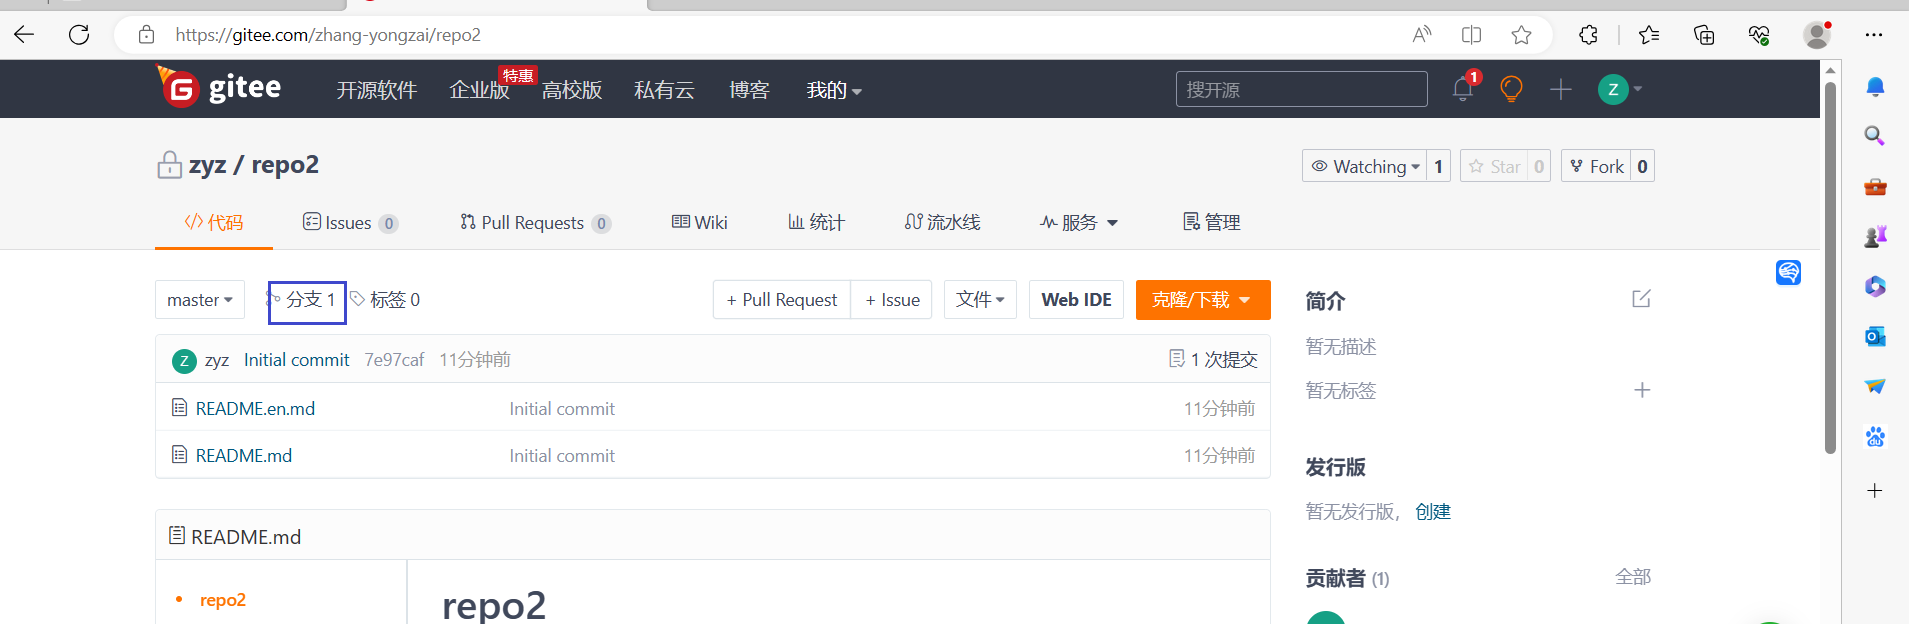 https://gitee.com/zhang-yongzai/repo2
gitee 开源软件 企业版 特惠 高校版 私有云 博客 我的 搜开源 1 Z
zyz / repo2 Watching 1 Star 0 Fork 0
代码 Issues 0 Pull Requests 0 Wiki 统计 流水线 服务 管理
master 分支 1 标签 0 + Pull Request + Issue 文件 Web IDE 克隆/下载
简介
暂无描述
暂无标签
Z zyz Initial commit 7e97caf 11分钟前 1 次提交
README.en.md Initial commit 11分钟前
README.md Initial commit 11分钟前
发行版
暂无发行版， 创建
README.md
贡献者 (1) 全部
repo2
repo2